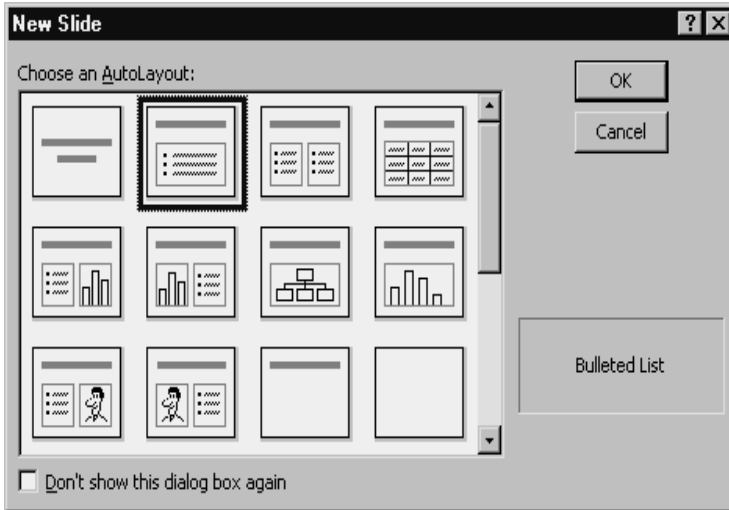 New Slide
Choose an AutoLayout:
OK
Cancel
Bulleted List
Don't show this dialog box again